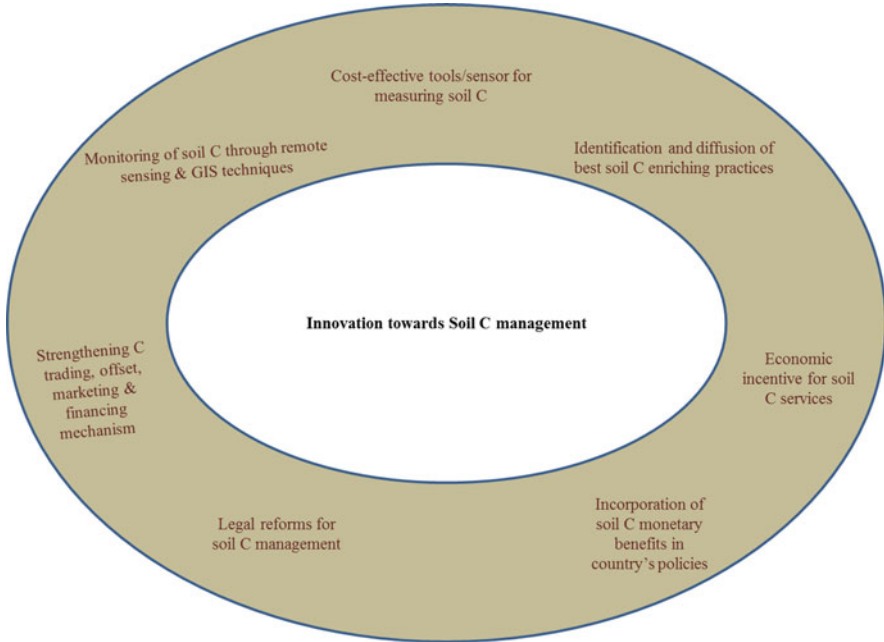 Cost-effective tools/sensor for
measuring soil C
Identification and diffusion of
best soil C enriching practices
Economic
incentive for soil
C services
Incorporation of
soil C monetary
benefits in
country's policies
Legal reforms for
soil C management
Strengthening C
trading, offset,
marketing &
financing
mechanism
Monitoring of soil C through remote
sensing & GIS techniques
Innovation towards Soil C management